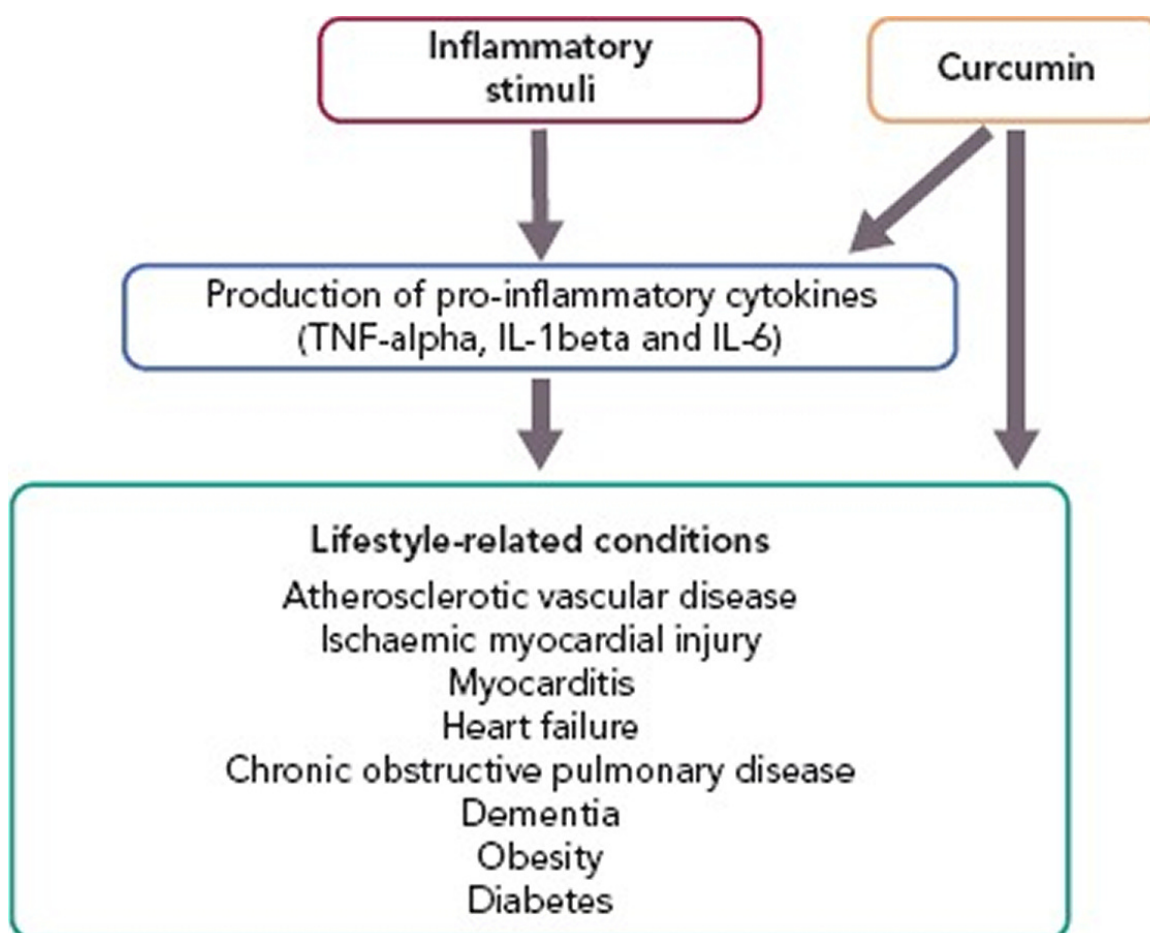 Inflammatory
stimuli
Curcumin
Production of pro-inflammatory cytokines
(TNF-alpha, IL-1beta and IL-6)
Lifestyle-related conditions
Atherosclerotic vascular disease
Ischaemic myocardial injury
Myocarditis
Heart failure
Chronic obstructive pulmonary disease
Dementia
Obesity
Diabetes